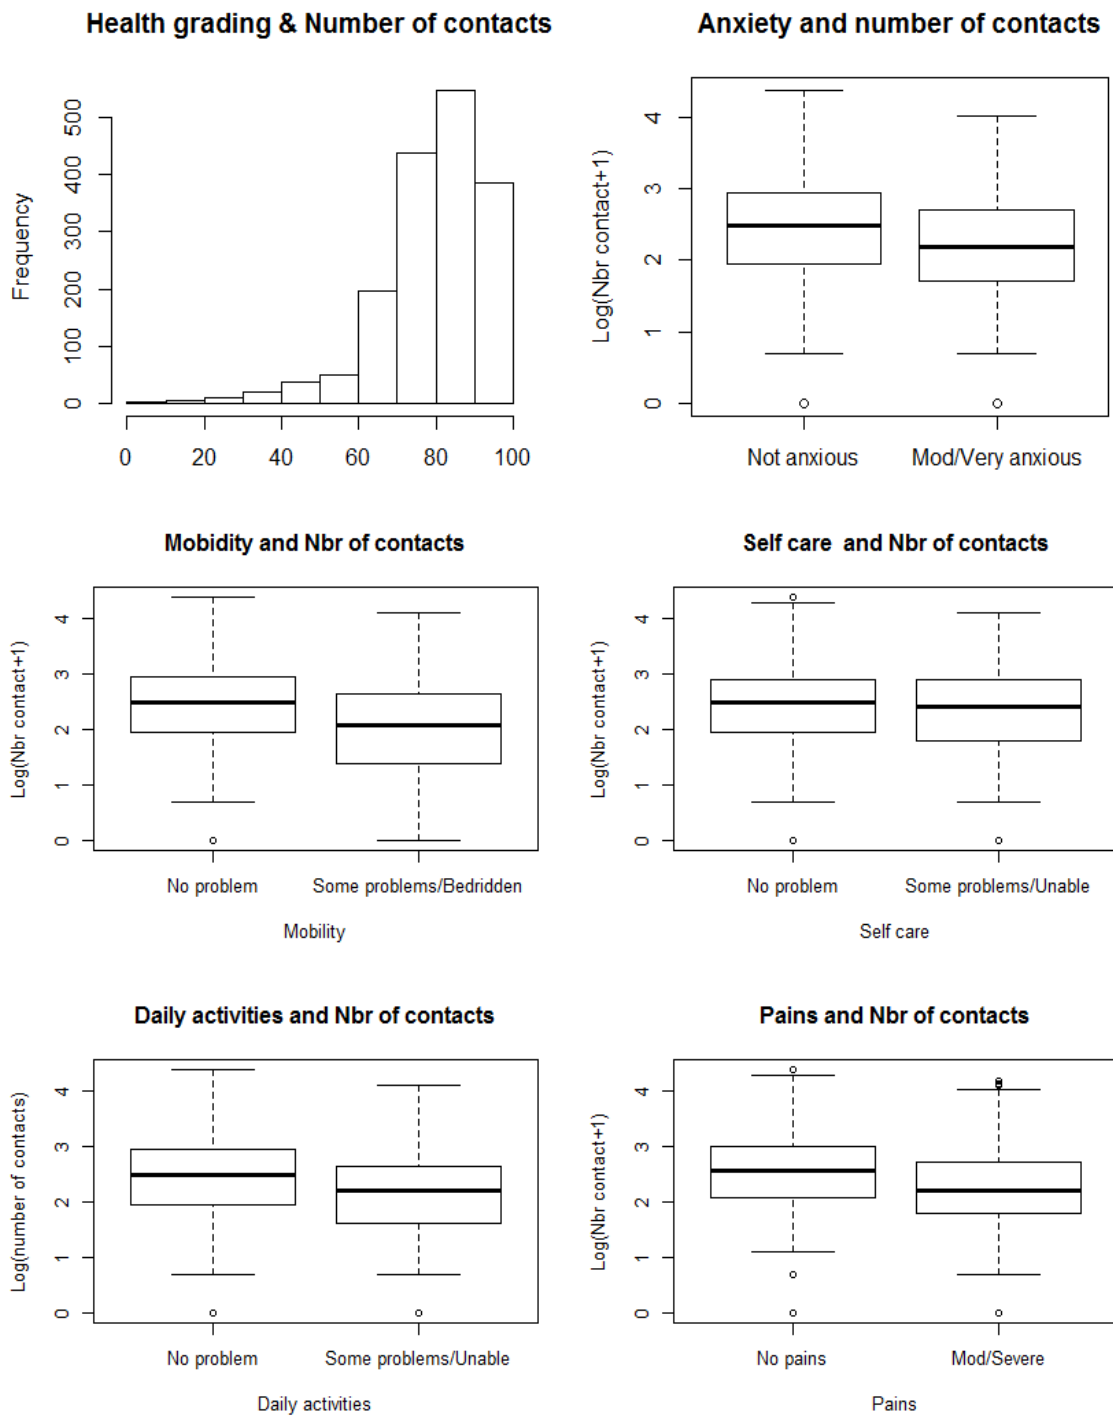 Health grading & Number of contacts
Frequency
0 100 200 300 400 500
0 20 40 60 80 100
Anxiety and number of contacts
Log(Nbr contact+1)
0 1 2 3 4
Not anxious Mod/Very anxious
Mobidity and Nbr of contacts
Log(Nbr contact+1)
0 1 2 3 4
No problem Some problems/Bedridden
Mobility
Self care and Nbr of contacts
Log(Nbr contact+1)
0 1 2 3 4
No problem Some problems/Unable
Self care
Daily activities and Nbr of contacts
Log(number of contacts)
0 1 2 3 4
No problem Some problems/Unable
Daily activities
Pains and Nbr of contacts
Log(Nbr contact+1)
0 1 2 3 4
No pains Mod/Severe
Pains